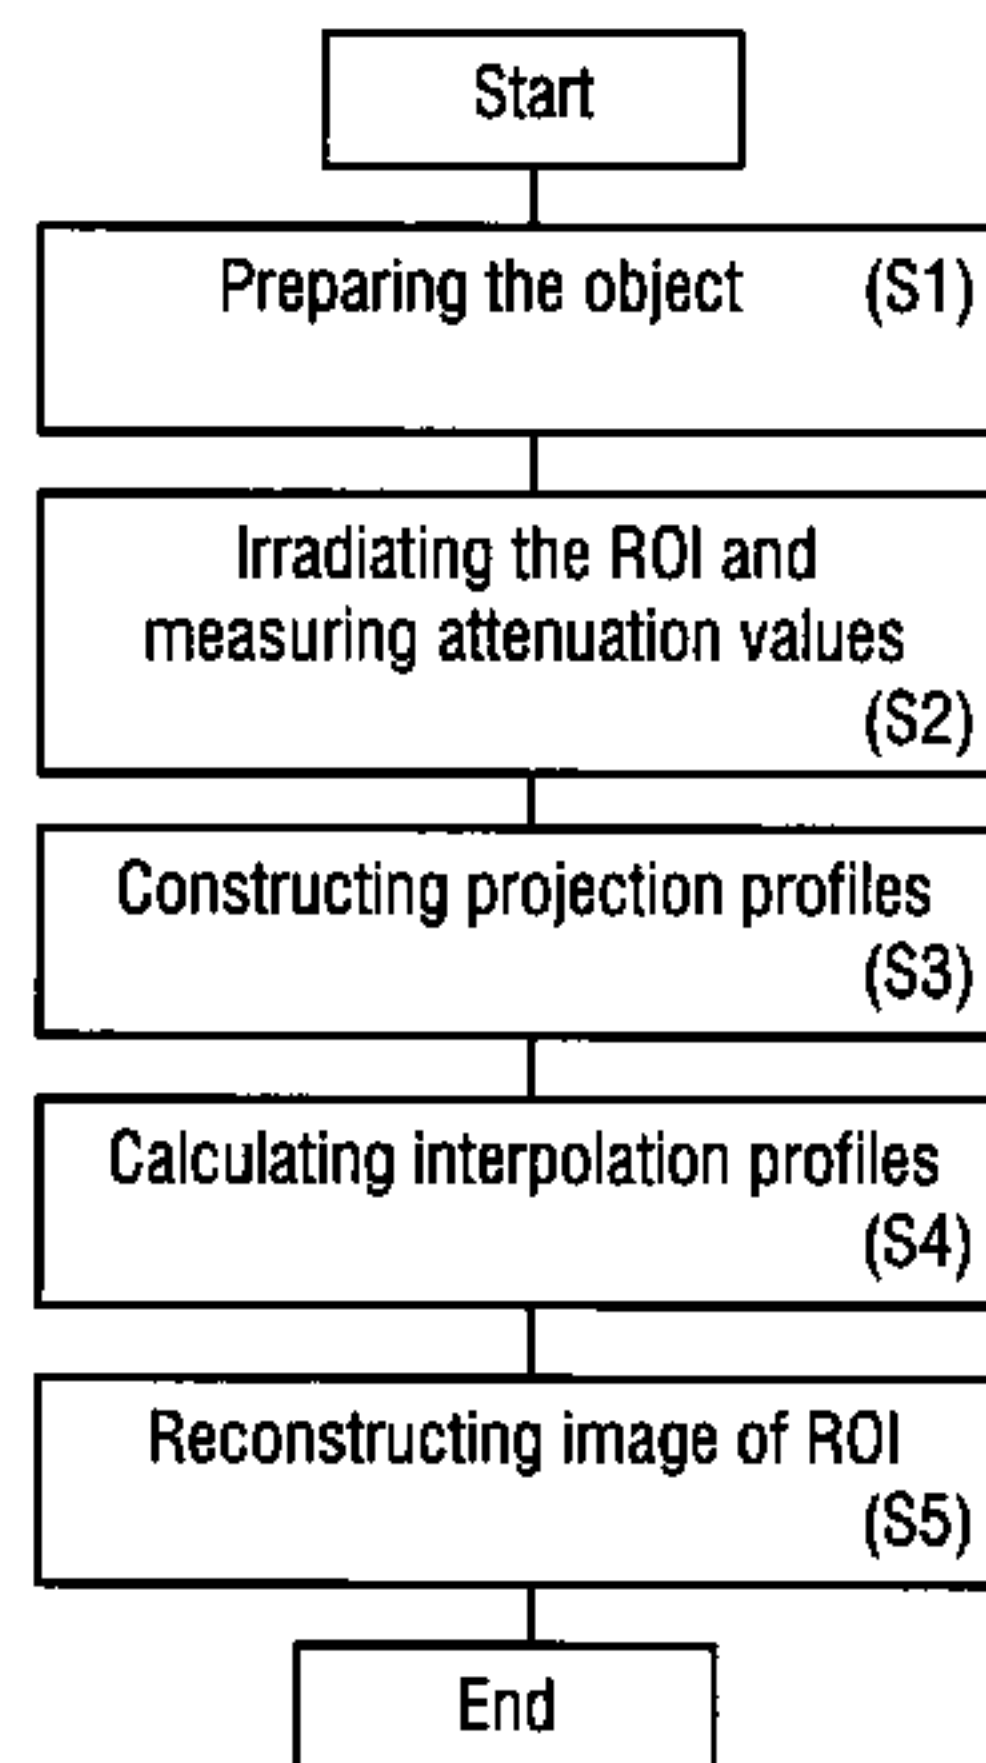 Start
Preparing the object (S1)
Irradiating the ROI and
measuring attenuation values
(S2)
Constructing projection profiles
(S3)
Calculating interpolation profiles
(S4)
Reconstructing image of ROI
(S5)
End